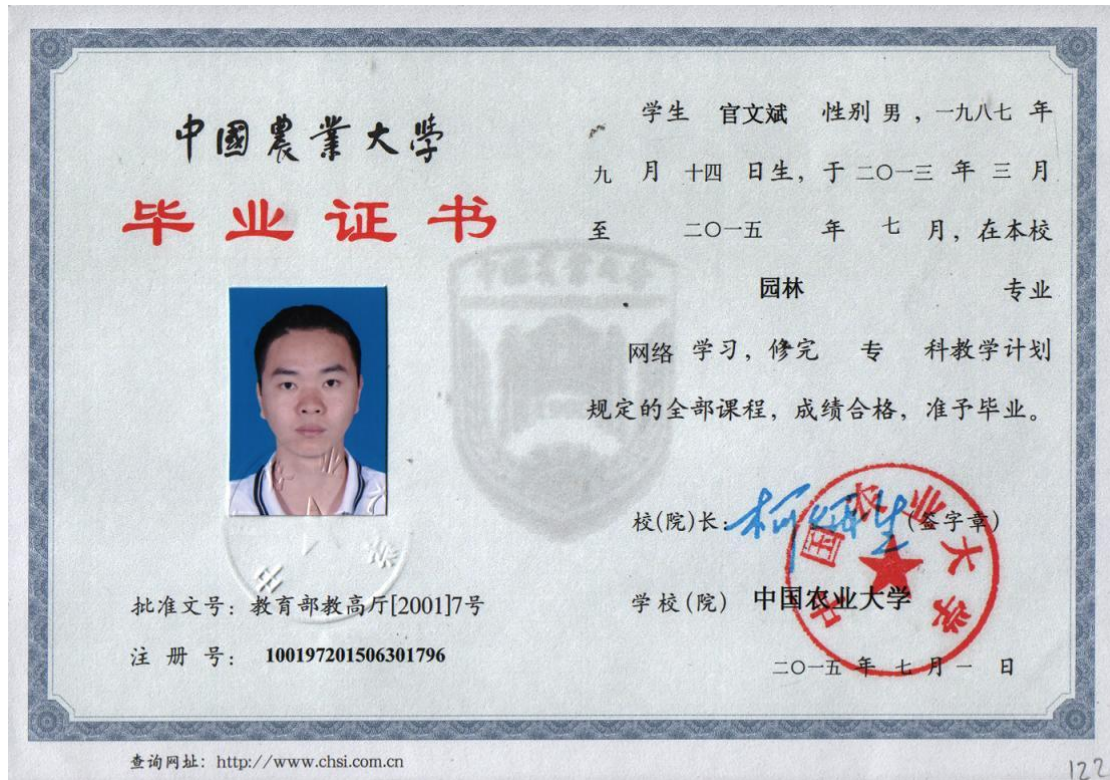 中國農業大學
毕业证书
批准文号：教育部教高厅[2001]7号
注 册 号： 100197201506301796
学生 官文斌 性别 男 ，一九八七 年
九 月 十四 日生，于 二〇一三 年 三 月
至 二〇一五 年 七 月，在本校
园林 专业
网络 学习，修完 专 科教学计划
规定的全部课程，成绩合格，准予毕业。
校(院)长： (签字章)
学校(院) 中国农业大学
中国农业大学
二〇一五 年 七 月 一 日
查询网址：http://www.chsi.com.cn
122